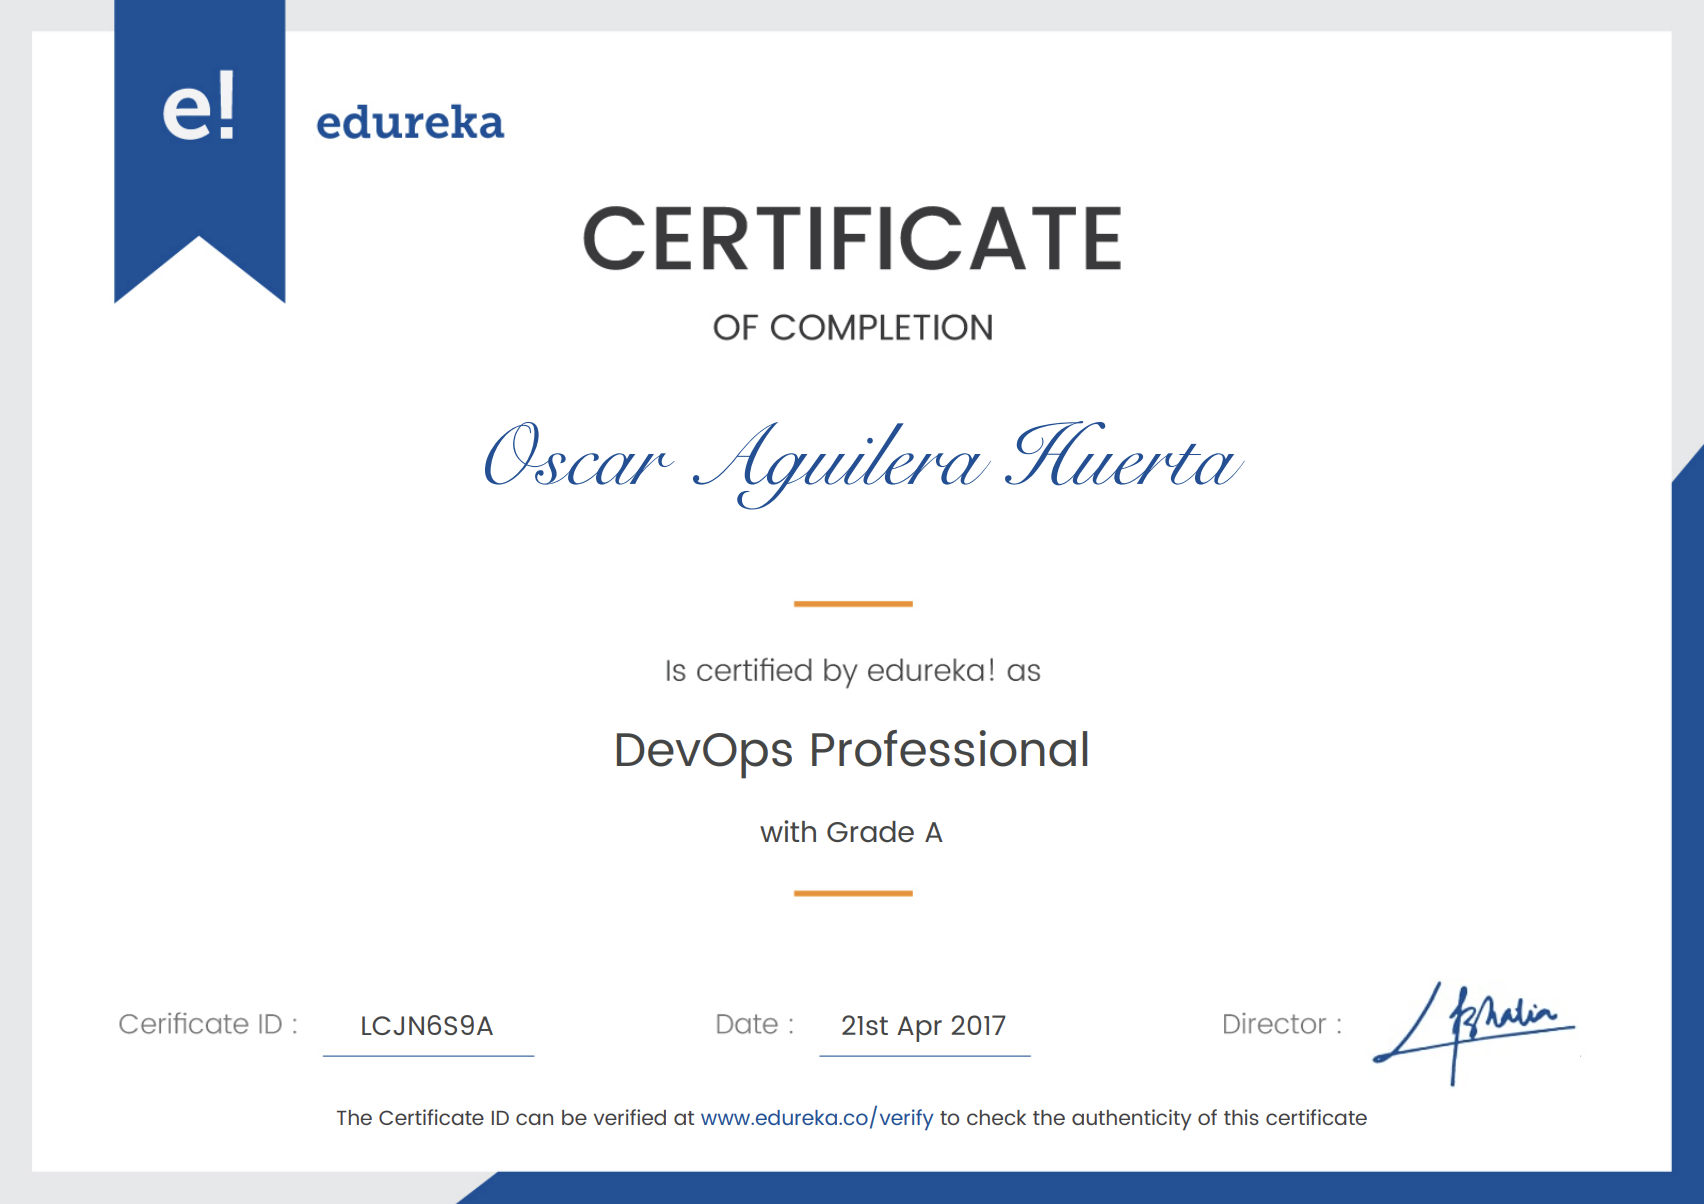 e!
edureka
CERTIFICATE
OF COMPLETION
Oscar Aguilera Huerta
Is certified by edureka! as
DevOps Professional
with Grade A
Cerificate ID : LCJN6S9A Date : 21st Apr 2017 Director :
The Certificate ID can be verified at www.edureka.co/verify to check the authenticity of this certificate